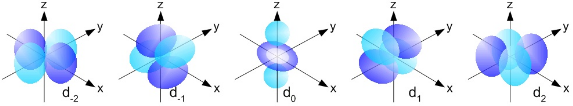 z y x d-2
z y x d-1
z y x d0
z y x d1
z y x d2